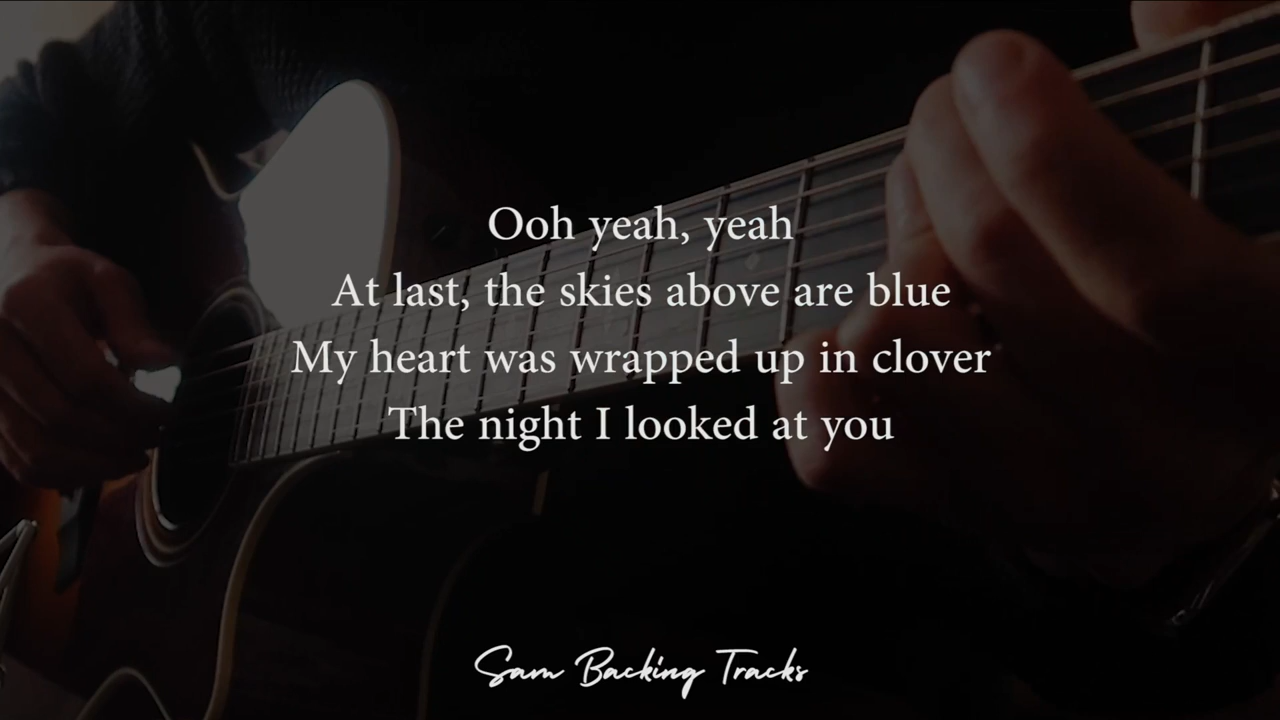 Ooh yeah, yeah
At last, the skies above are blue
My heart was wrapped up in clover
The night I looked at you
Sam Backing Tracks